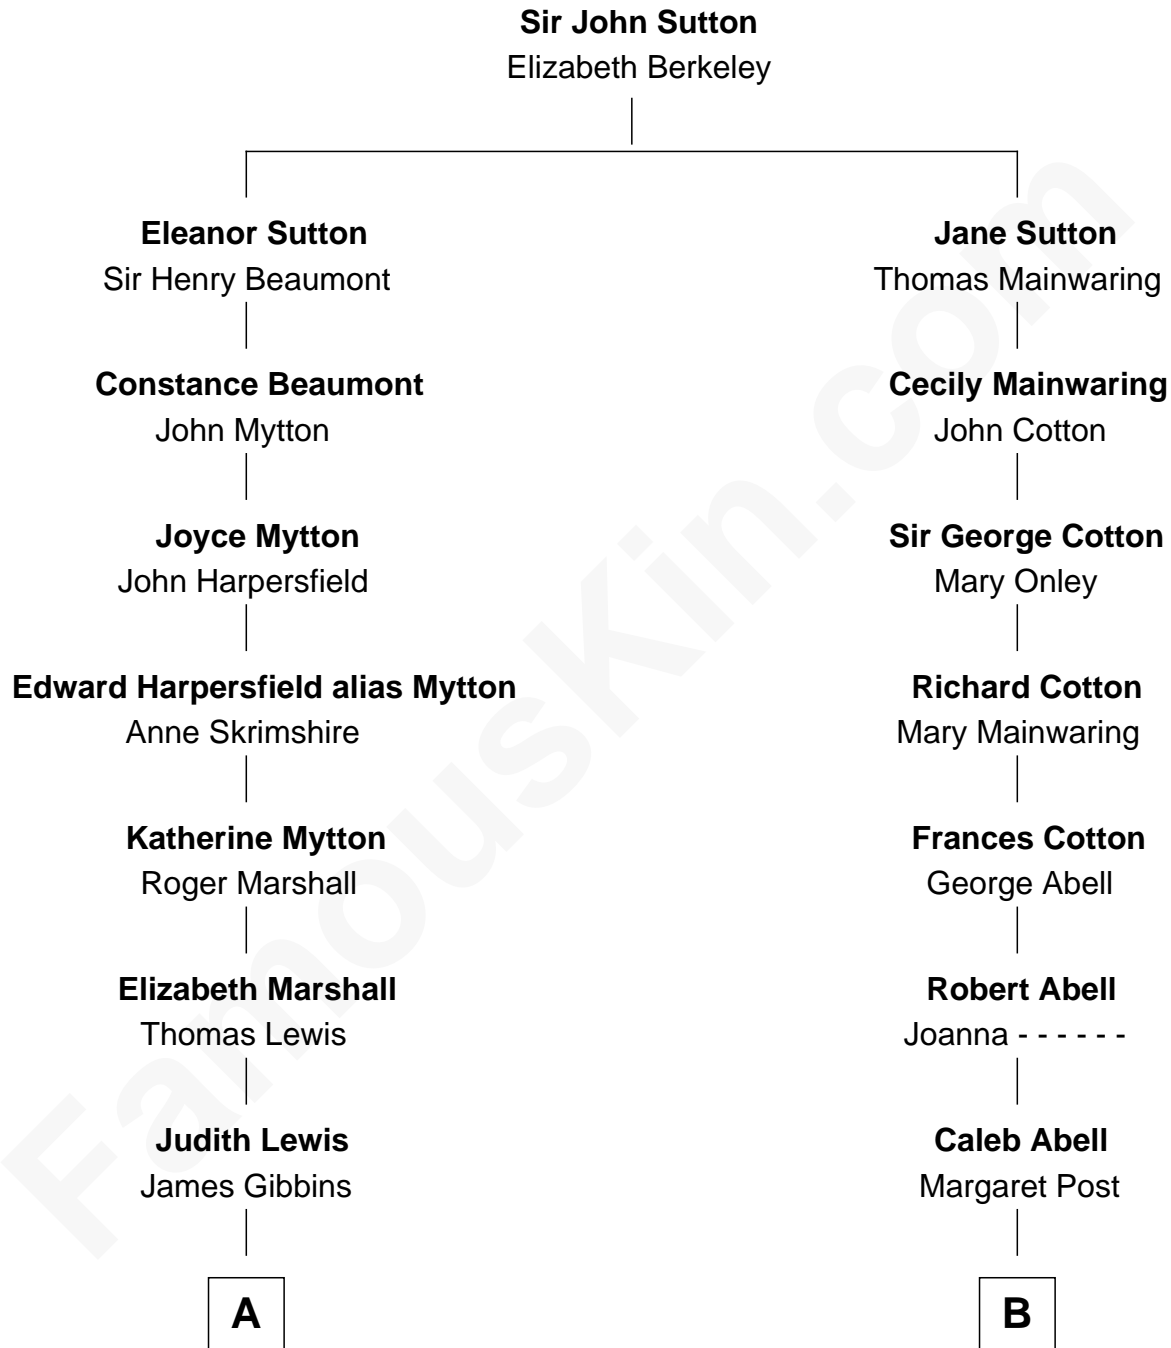 Sir John Sutton
Elizabeth Berkeley
Eleanor Sutton
Sir Henry Beaumont
Jane Sutton
Thomas Mainwaring
Constance Beaumont
John Mytton
Cecily Mainwaring
John Cotton
Joyce Mytton
John Harpersfield
Sir George Cotton
Mary Onley
Edward Harpersfield alias Mytton
Anne Skrimshire
Richard Cotton
Mary Mainwaring
Katherine Mytton
Roger Marshall
Frances Cotton
George Abell
Elizabeth Marshall
Thomas Lewis
Robert Abell
Joanna - - - - - -
Judith Lewis
James Gibbins
Caleb Abell
Margaret Post
A
B
FamousKin.com